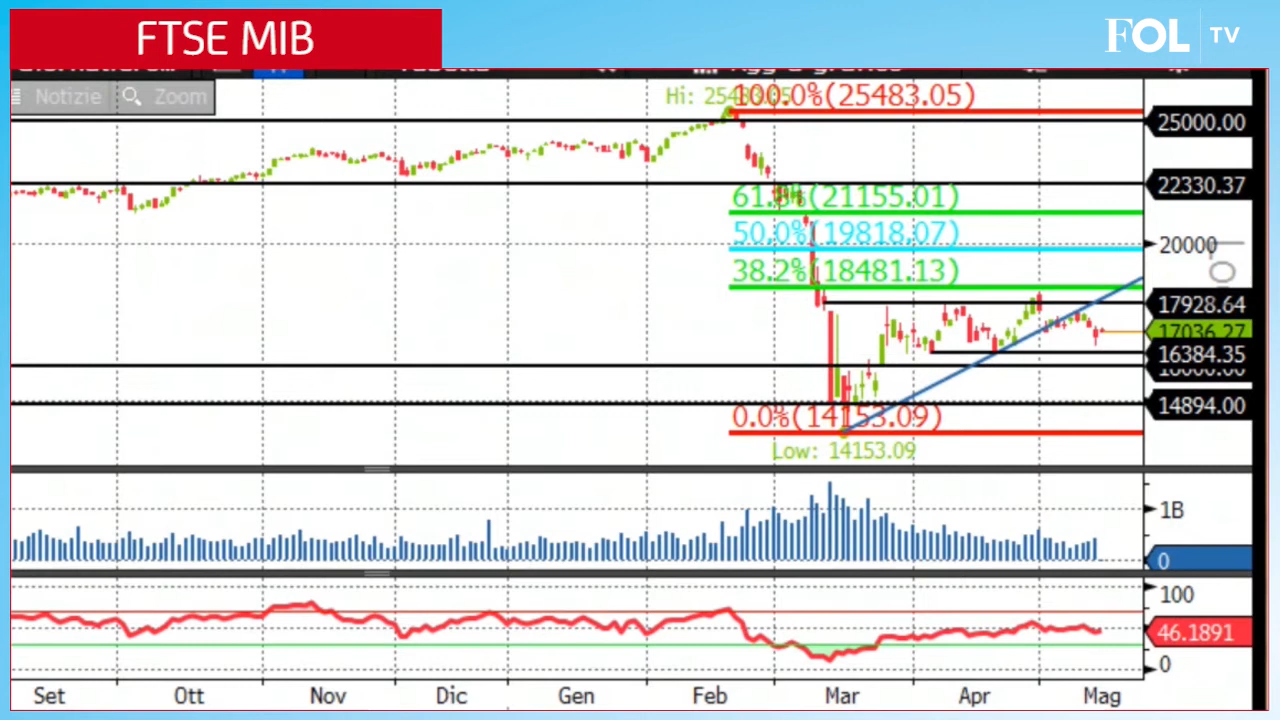 FTSE MIB
FOL TV
Notizie
Zoom
100.0%(25483.05)
25000.00
22330.37
61.8%(21155.01)
50.0%(19818.07)
20000
38.2%(18481.13)
17928.64
17036.27
16384.35
14894.00
0.0%(14153.09)
Low: 14153.09
1B
0
100
46.1891
0
Set Ott Nov Dic Gen Feb Mar Apr Mag